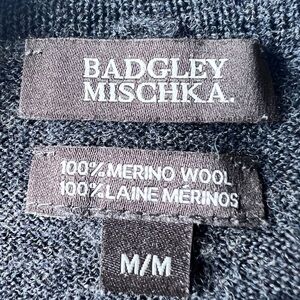 BADGLEY
MISCHKA.
100% MERINO WOOL
100% LAINE MÉRINOS
M/M